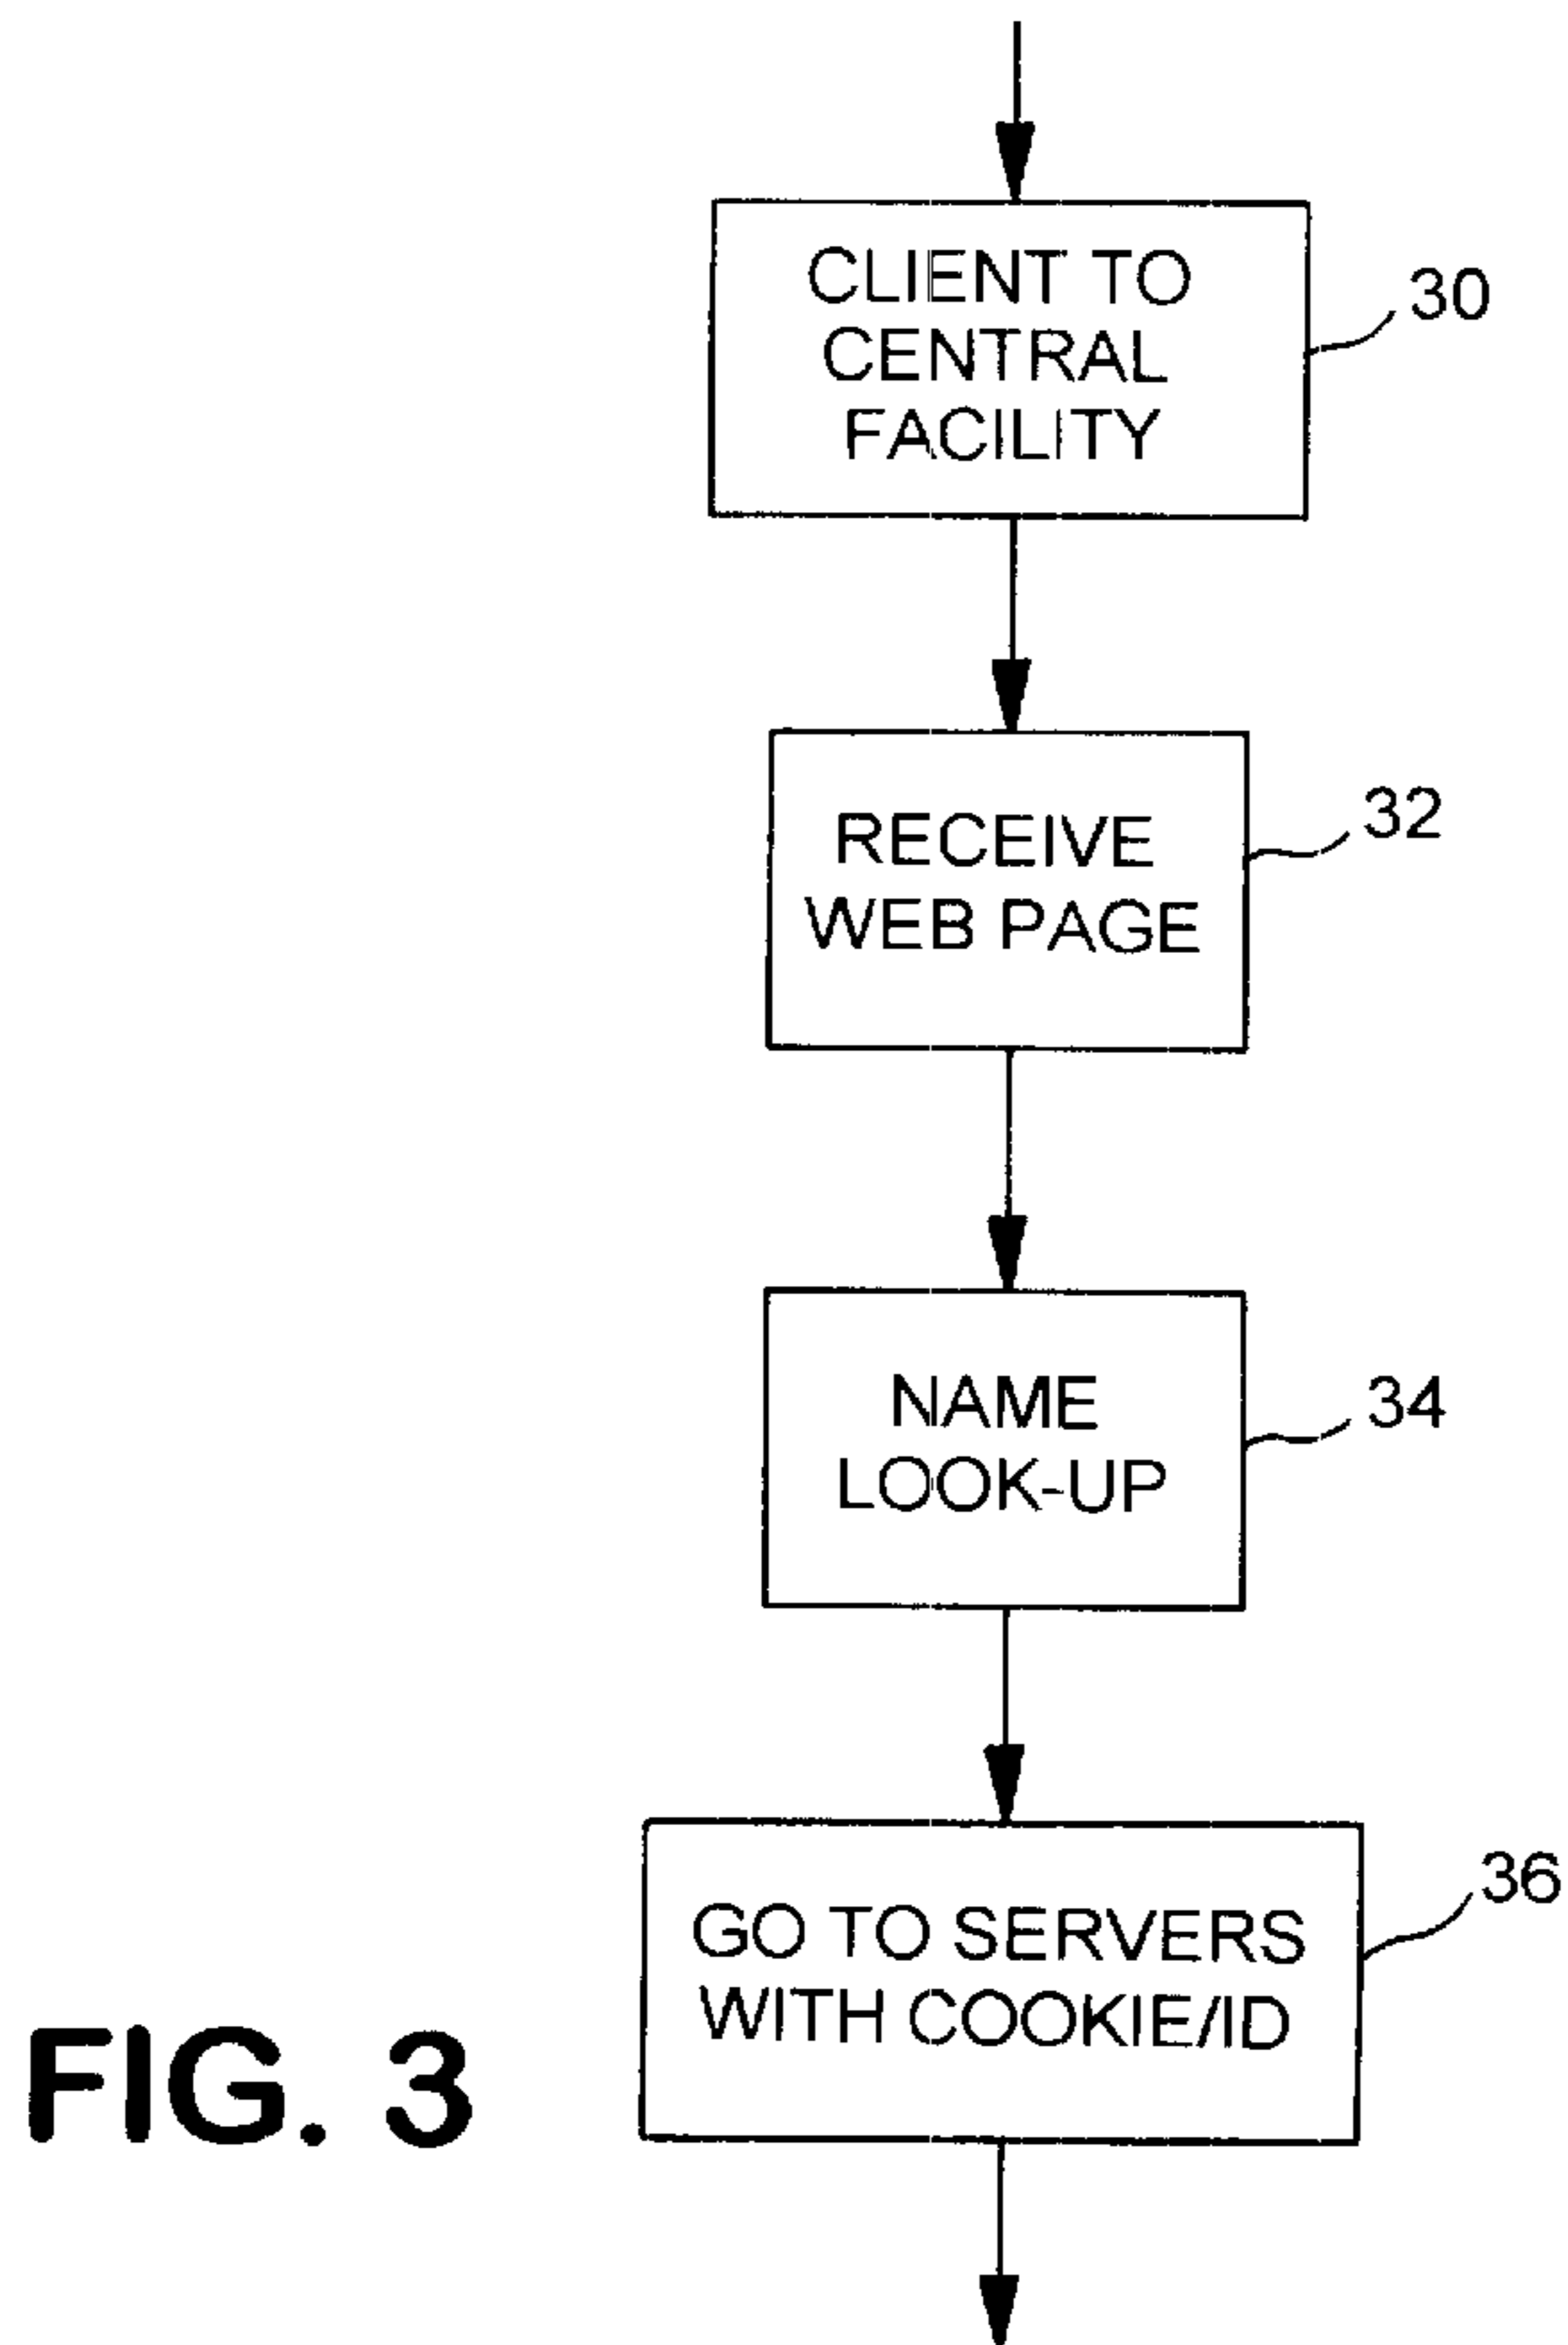 CLIENT TO
CENTRAL
FACILITY
30
RECEIVE
WEB PAGE
32
NAME
LOOK-UP
34
GO TO SERVERS
WITH COOKIE/ID
36
FIG. 3